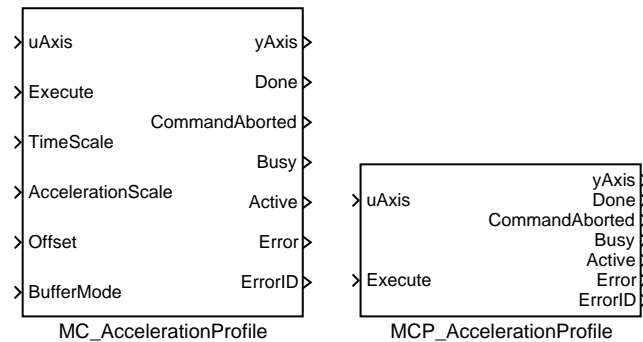 uAxis
Execute
TimeScale
AccelerationScale
Offset
BufferMode
yAxis
Done
CommandAborted
Busy
Active
Error
ErrorID
MC_AccelerationProfile
uAxis
Execute
yAxis
Done
CommandAborted
Busy
Active
Error
ErrorID
MCP_AccelerationProfile